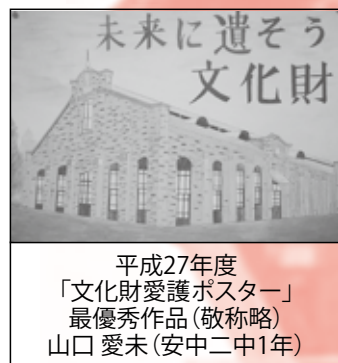 未来に遺そう
文化財
平成27年度
「文化財愛護ポスター」
最優秀作品(敬称略)
山口 愛未(安中二中1年)